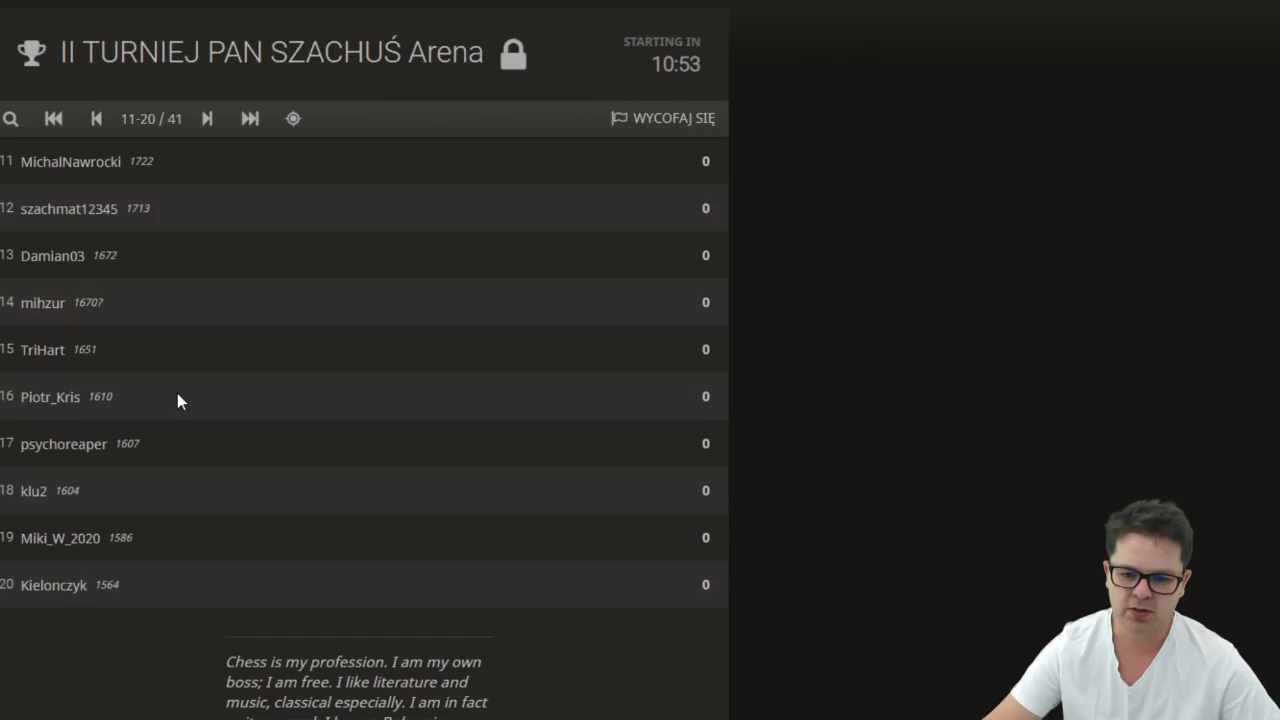 II TURNIEJ PAN SZACHUŚ Arena
STARTING IN
10:53
11-20 / 41
WYCOFAJ SIĘ
11 MichalNawrocki 1722 0
12 szachmat12345 1713 0
13 Damian03 1672 0
14 mihzur 1670? 0
15 TriHart 1651 0
16 Piotr_Kris 1610 0
17 psychoreaper 1607 0
18 klu2 1604 0
19 Miki_W_2020 1586 0
20 Kielonczyk 1564 0
Chess is my profession. I am my own
boss; I am free. I like literature and
music, classical especially. I am in fact